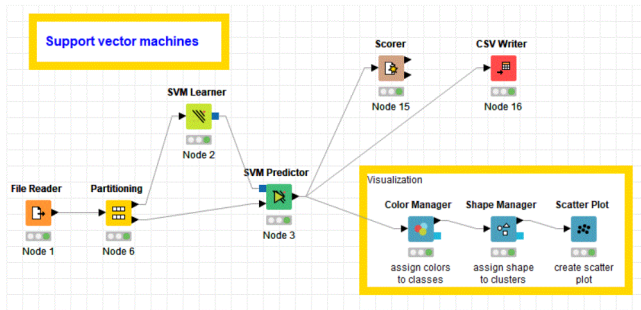 Support vector machines
Scorer
CSV Writer
Node 15
Node 16
SVM Learner
Node 2
SVM Predictor
Node 3
File Reader
Partitioning
Node 1
Node 6
Visualization
Color Manager
Shape Manager
Scatter Plot
assign colors
to classes
assign shape
to clusters
create scatter
plot